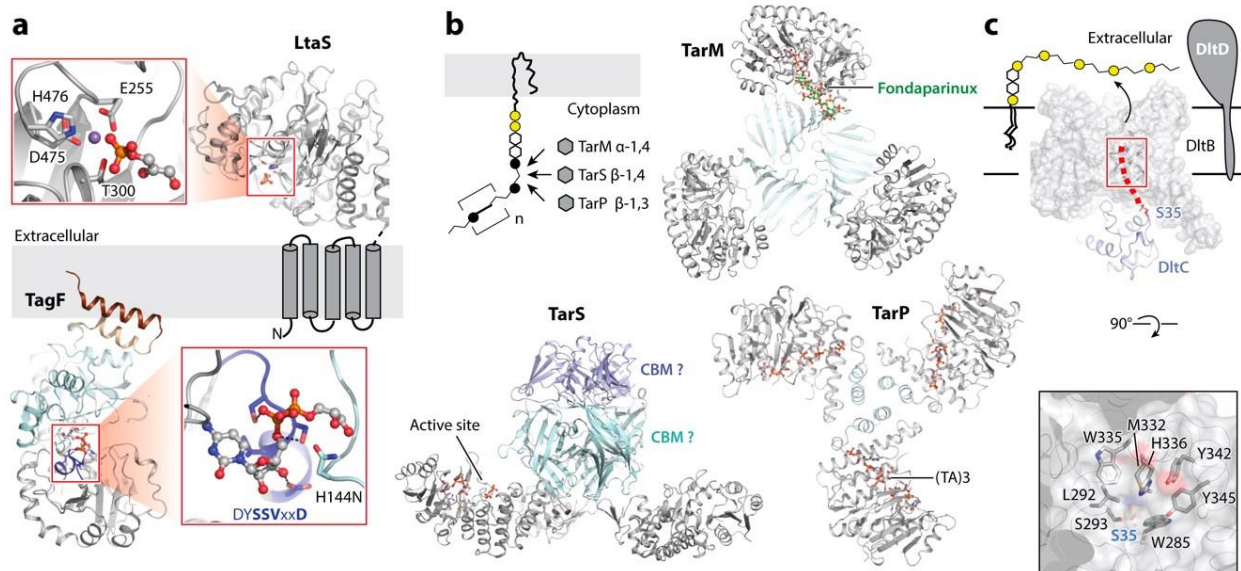 a
LtaS
H476
E255
D475
T300
Extracellular
TagF
N
H144N
DYSSVxxD
b
Cytoplasm
TarM α-1,4
TarS β-1,4
TarP β-1,3
n
TarM
Fondaparinux
TarS
CBM ?
CBM ?
Active site
TarP
(TA)3
c
Extracellular
DltD
DltB
S35
DltC
90°
M332
W335
H336
Y342
L292
Y345
S293
S35
W285